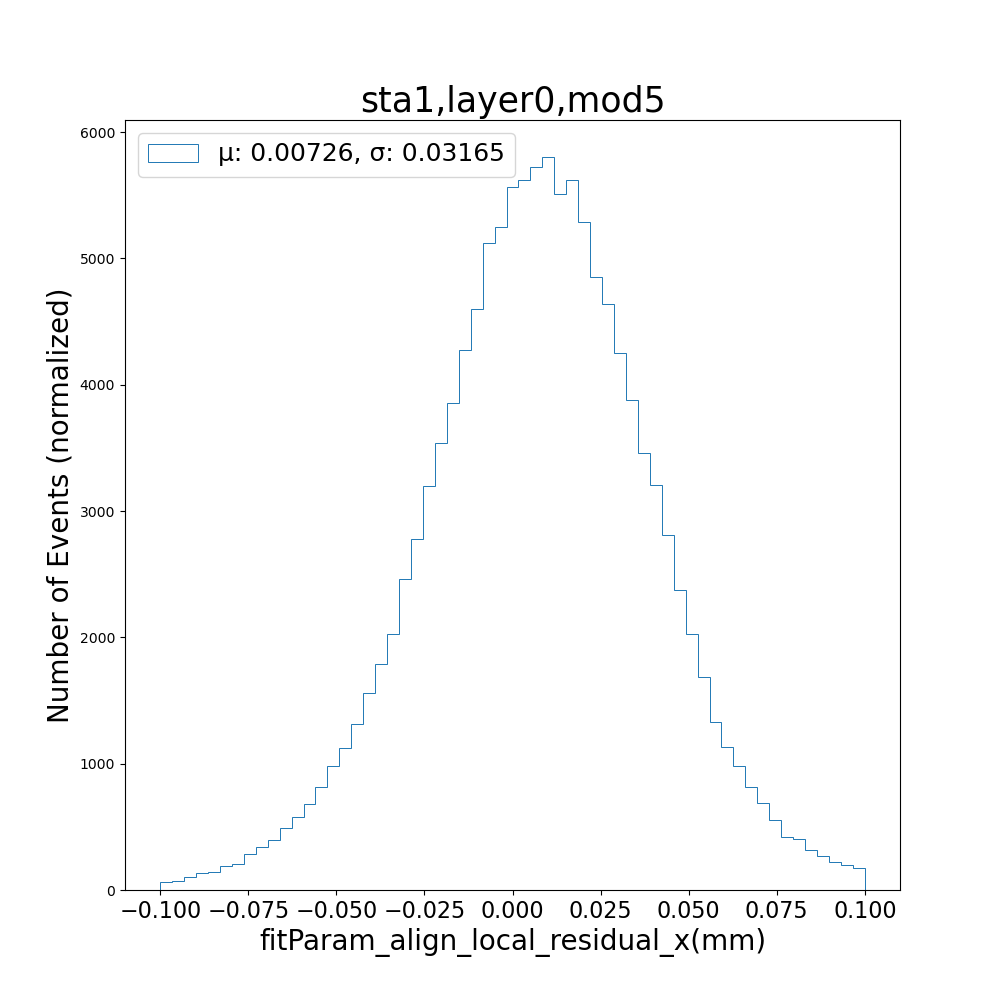 sta1,layer0,mod5
μ: 0.00726, σ: 0.03165
6000
5000
4000
3000
2000
1000
0
Number of Events (normalized)
−0.100 −0.075 −0.050 −0.025 0.000 0.025 0.050 0.075 0.100
fitParam_align_local_residual_x(mm)